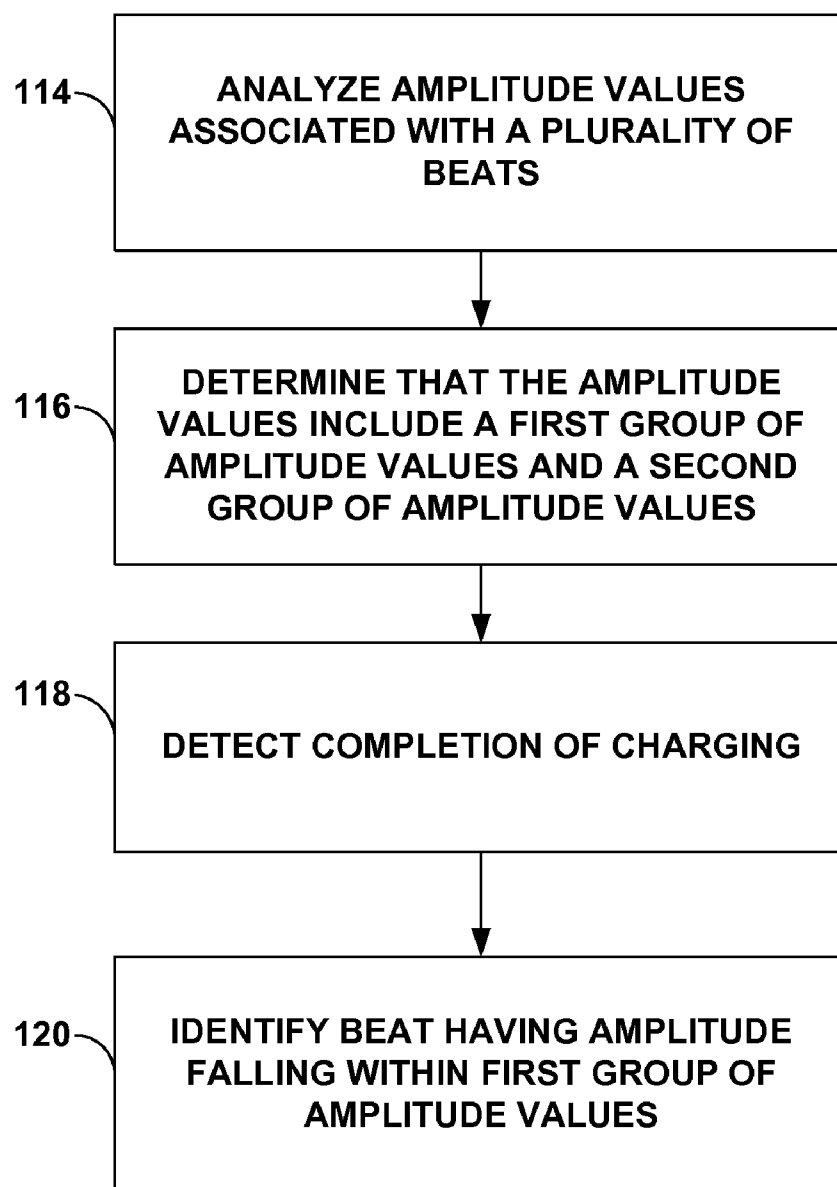 114
ANALYZE AMPLITUDE VALUES
ASSOCIATED WITH A PLURALITY OF
BEATS
116
DETERMINE THAT THE AMPLITUDE
VALUES INCLUDE A FIRST GROUP OF
AMPLITUDE VALUES AND A SECOND
GROUP OF AMPLITUDE VALUES
118
DETECT COMPLETION OF CHARGING
120
IDENTIFY BEAT HAVING AMPLITUDE
FALLING WITHIN FIRST GROUP OF
AMPLITUDE VALUES